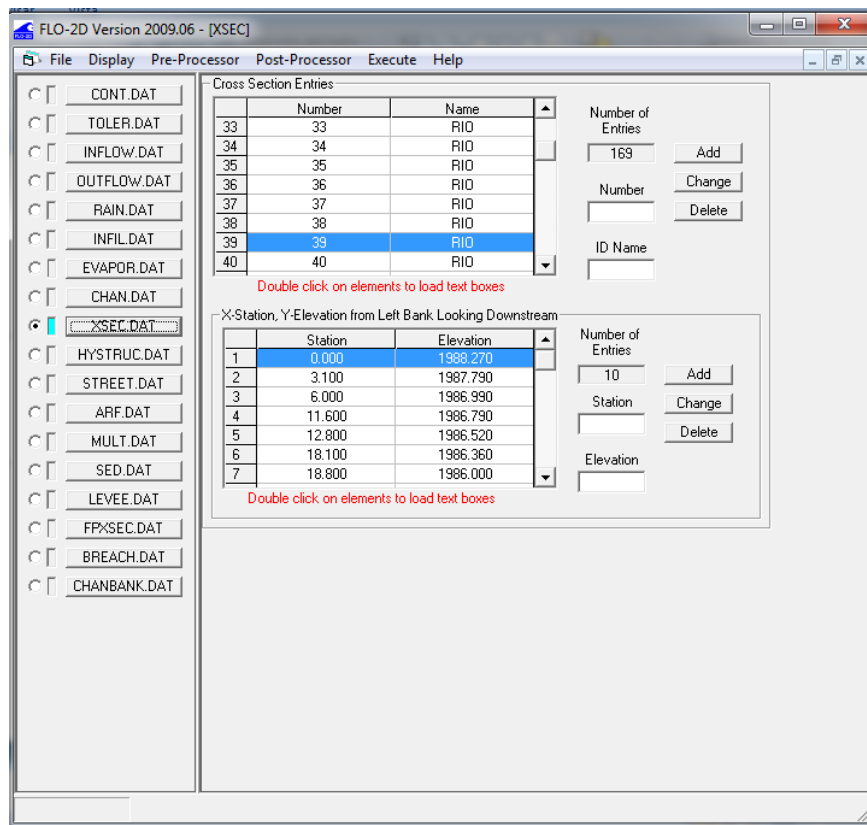 FLO-2D Version 2009.06 - [XSEC]
File Display Pre-Processor Post-Processor Execute Help
CONT.DAT
TOLER.DAT
INFLOW.DAT
OUTFLOW.DAT
RAIN.DAT
INFIL.DAT
EVAPOR.DAT
CHAN.DAT
XSEC.DAT
HYSTRUC.DAT
STREET.DAT
ARF.DAT
MULT.DAT
SED.DAT
LEVEE.DAT
FPXSEC.DAT
BREACH.DAT
CHANBANK.DAT
Cross Section Entries
Number Name
33 33 RIO
34 34 RIO
35 35 RIO
36 36 RIO
37 37 RIO
38 38 RIO
39 39 RIO
40 40 RIO
Double click on elements to load text boxes
Number of
Entries
169
Number
ID Name
Add
Change
Delete
X-Station, Y-Elevation from Left Bank Looking Downstream
Station Elevation
1 0.000 1988.270
2 3.100 1987.790
3 6.000 1986.990
4 11.600 1986.790
5 12.800 1986.520
6 18.100 1986.360
7 18.800 1986.000
Double click on elements to load text boxes
Number of
Entries
10
Station
Elevation
Add
Change
Delete